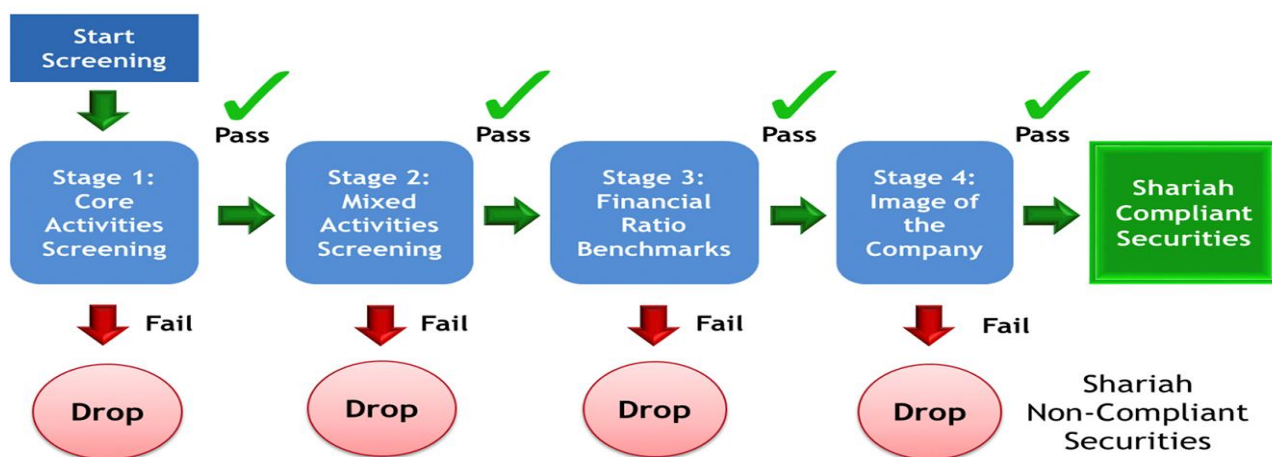 Start
Screening
Pass
Pass
Pass
Pass
Stage 1:
Core
Activities
Screening
Stage 2:
Mixed
Activities
Screening
Stage 3:
Financial
Ratio
Benchmarks
Stage 4:
Image of
the
Company
Shariah
Compliant
Securities
Fail
Fail
Fail
Fail
Drop
Drop
Drop
Drop
Shariah
Non-Compliant
Securities